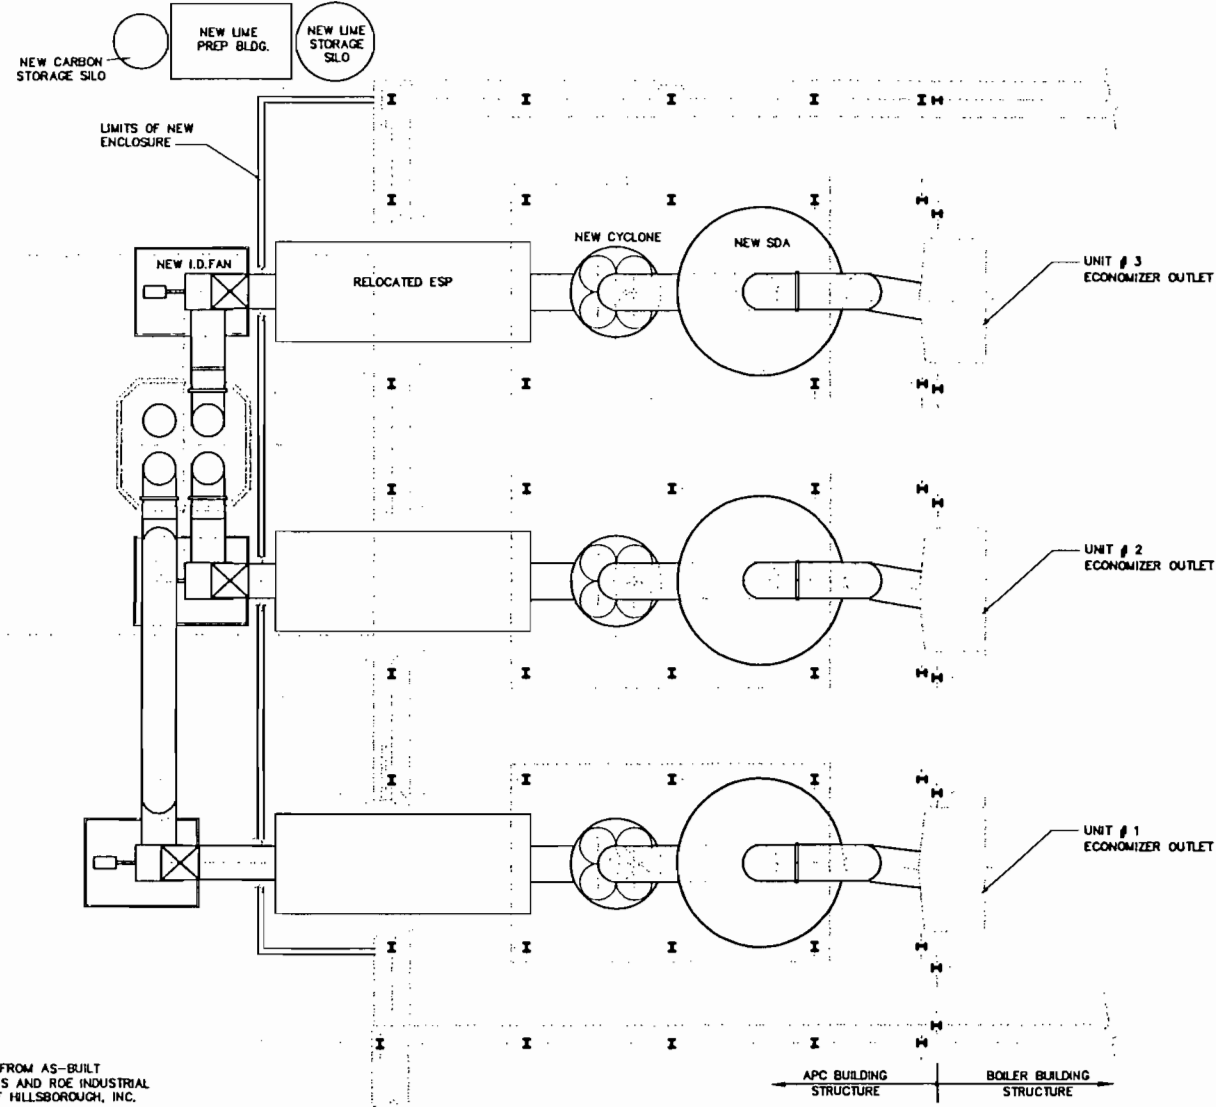 NEW LIME
PREP BLDG.
NEW LIME
STORAGE
SILO
NEW CARBON
STORAGE SILO
LIMITS OF NEW
ENCLOSURE
NEW I.D.FAN
RELOCATED ESP
NEW CYCLONE
NEW SDA
UNIT # 3
ECONOMIZER OUTLET
UNIT # 2
ECONOMIZER OUTLET
UNIT # 1
ECONOMIZER OUTLET
FROM AS-BUILT
S AND ROE INDUSTRIAL
HILLSBOROUGH, INC.
APC BUILDING
STRUCTURE
BOILER BUILDING
STRUCTURE